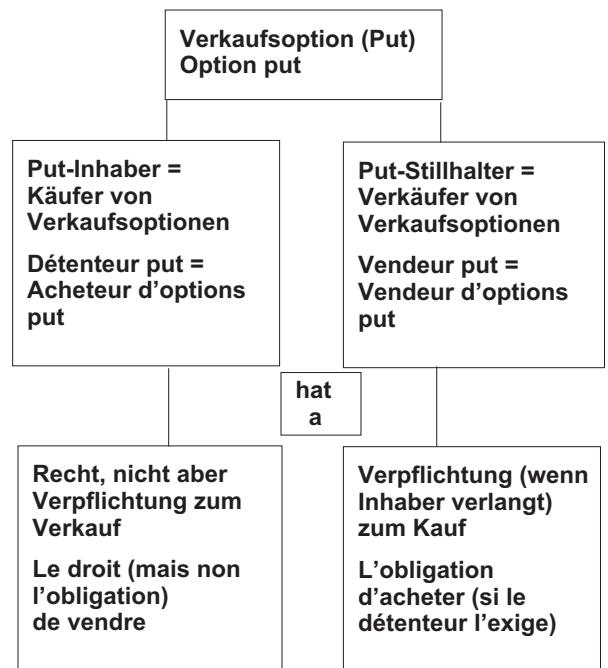 Verkaufsoption (Put)
Option put
Put-Inhaber =
Käufer von
Verkaufsoptionen
Détenteur put =
Acheteur d’options
put
Put-Stillhalter =
Verkäufer von
Verkaufsoptionen
Vendeur put =
Vendeur d’options
put
hat
a
Recht, nicht aber
Verpflichtung zum
Verkauf
Le droit (mais non
l’obligation)
de vendre
Verpflichtung (wenn
Inhaber verlangt)
zum Kauf
L’obligation
d’acheter (si le
détenteur l’exige)